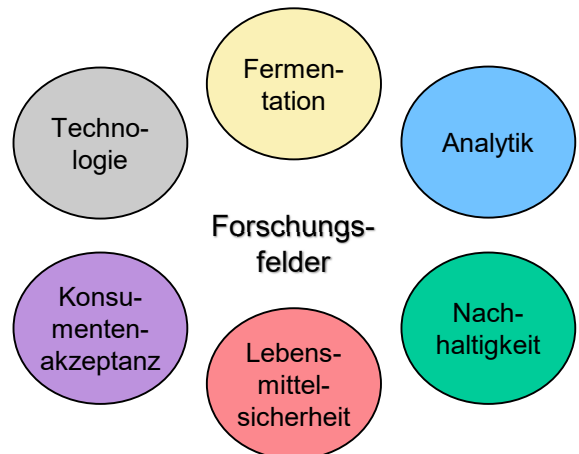 Fermen-
tation
Techno-
logie
Analytik
Forschungs-
felder
Konsu-
menten-
akzeptanz
Nach-
haltigkeit
Lebens-
mittel-
sicherheit